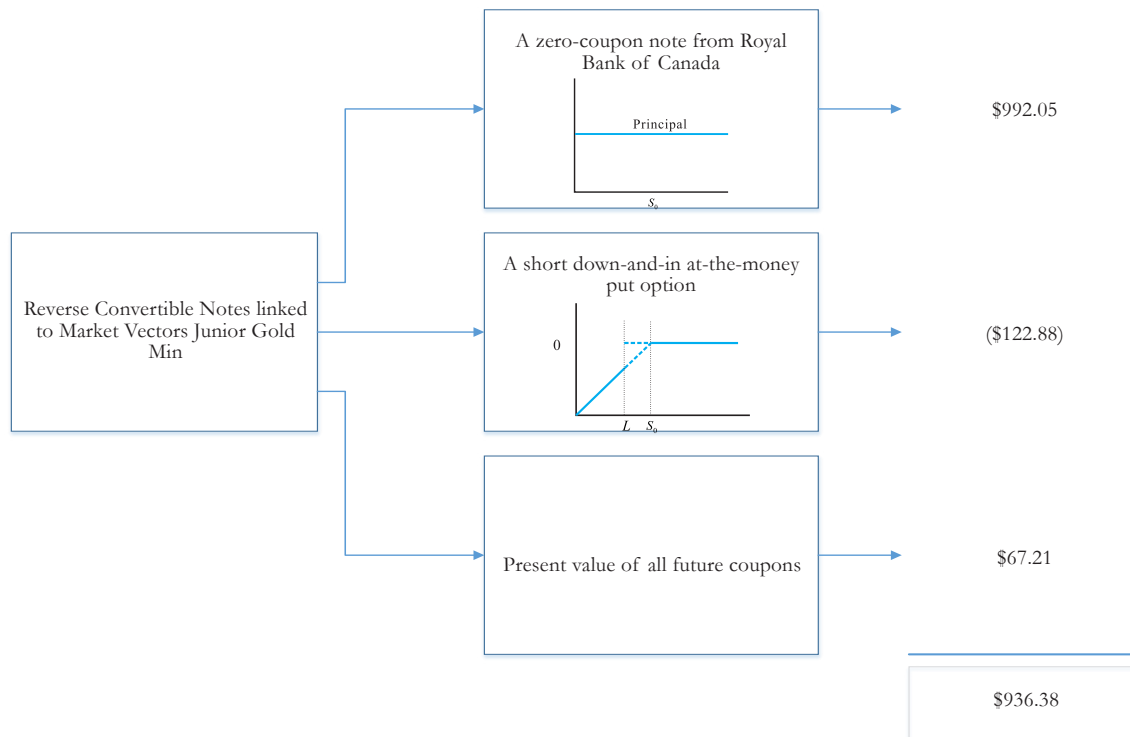 A zero-coupon note from Royal
Bank of Canada
Principal
S₀
$992.05
Reverse Convertible Notes linked
to Market Vectors Junior Gold
Min
A short down-and-in at-the-money
put option
0
L S₀
($122.88)
Present value of all future coupons
$67.21
$936.38